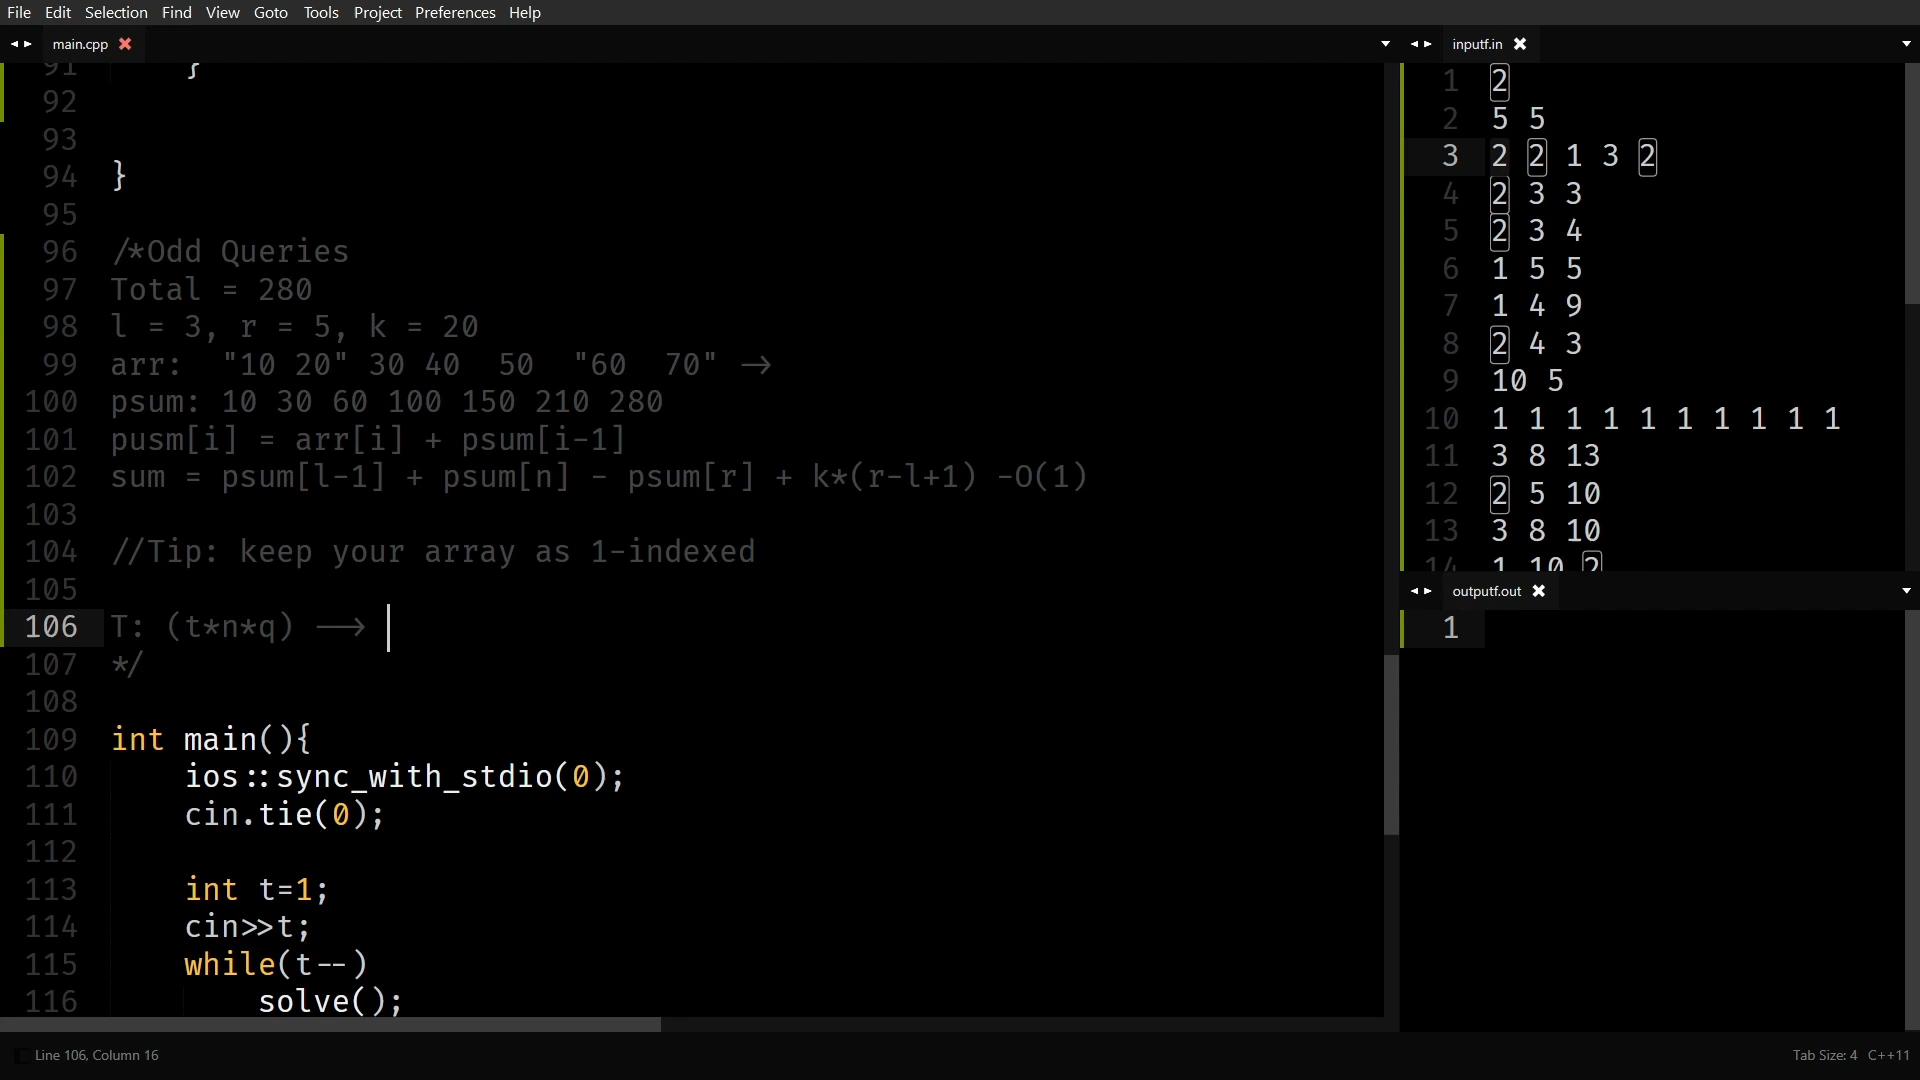 File Edit Selection Find View Goto Tools Project Preferences Help
main.cpp
91 }
92
93
94 }
95
96 /*Odd Queries
97 Total = 280
98 l = 3, r = 5, k = 20
99 arr: "10 20" 30 40 50 "60 70" ->
100 psum: 10 30 60 100 150 210 280
101 pusm[i] = arr[i] + psum[i-1]
102 sum = psum[l-1] + psum[n] - psum[r] + k*(r-l+1) -O(1)
103
104 //Tip: keep your array as 1-indexed
105
106 T: (t*n*q) -->
107 */
108
109 int main(){
110 ios::sync_with_stdio(0);
111 cin.tie(0);
112
113 int t=1;
114 cin>>t;
115 while(t--)
116 solve();
inputf.in
1 2
2 5 5
3 2 2 1 3 2
4 2 3 3
5 2 3 4
6 1 5 5
7 1 4 9
8 2 4 3
9 10 5
10 1 1 1 1 1 1 1 1 1 1
11 3 8 13
12 2 5 10
13 3 8 10
14 1 10 2
outputf.out
1
Line 106, Column 16
Tab Size: 4 C++11